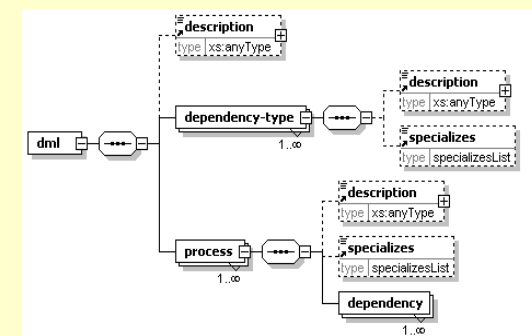 description
type xs:anyType
dependency-type
1..∞
description
type xs:anyType
specializes
type specializesList
dml
process
1..∞
description
type xs:anyType
specializes
type specializesList
dependency
1..∞